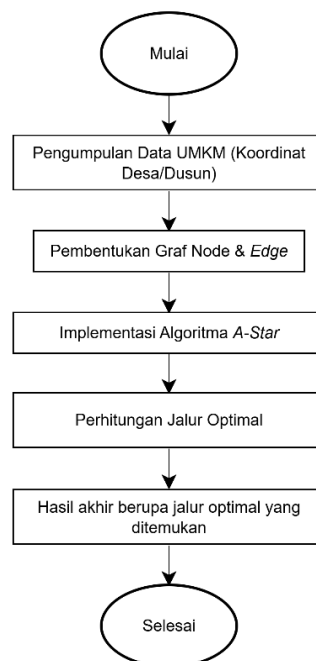 Mulai
Pengumpulan Data UMKM (Koordinat
Desa/Dusun)
Pembentukan Graf Node & Edge
Implementasi Algoritma A-Star
Perhitungan Jalur Optimal
Hasil akhir berupa jalur optimal yang
ditemukan
Selesai